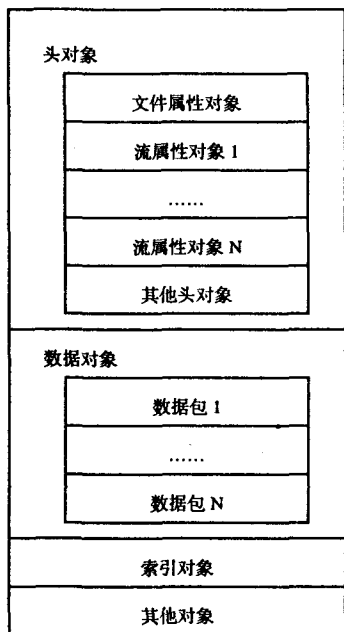 头对象
文件属性对象
流属性对象 1
……
流属性对象 N
其他头对象
数据对象
数据包 1
……
数据包 N
索引对象
其他对象